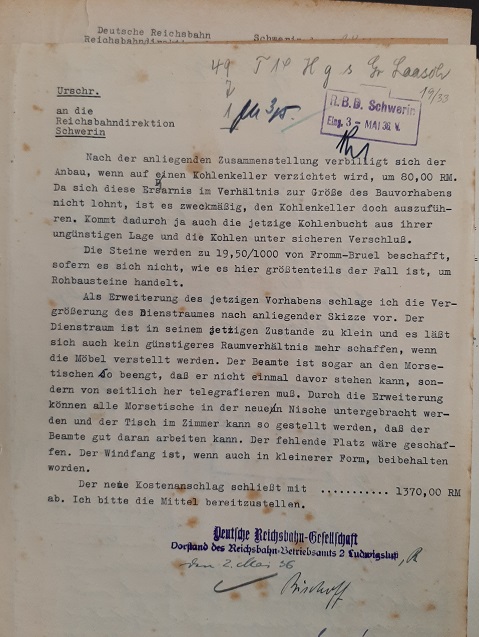 Deutsche Reichsbahn
Reichsbahndirektion
49 T 14 H g s Gr Laasch
2
1
19/33
Urschr.
an die
Reichsbahndirektion
Schwerin
R.B.D. Schwerin
Eing. 3 - MAI 36. V.
Nach der anliegenden Zusammenstellung verbilligt sich der
Anbau, wenn auf einen Kohlenkeller verzichtet wird, um 80,00 RM.
Da sich diese Ersparnis im Verhältnis zur Größe des Bauvorhabens
nicht lohnt, ist es zweckmäßig, den Kohlenkeller doch auszufüh-
ren. Kommt dadurch ja auch die jetzige Kohlenbucht aus ihrer
ungünstigen Lage und die Kohlen unter sicheren Verschluß.
Die Steine werden zu 19,50/1000 von Fromm-Bruel beschafft,
sofern es sich nicht, wie es hier größtenteils der Fall ist, um
Rohbausteine handelt.
Als Erweiterung des jetzigen Vorhabens schlage ich die Ver-
größerung des Dienstraumes nach anliegender Skizze vor. Der
Dienstraum ist in seinem jetzigen Zustande zu klein und es läßt
sich auch kein günstigeres Raumverhältnis mehr schaffen, wenn
die Möbel verstellt werden. Der Beamte ist sogar an den Morse-
tischen so beengt, daß er nicht einmal davor stehen kann, son-
dern von seitlich her telegrafieren muß. Durch die Erweiterung
können alle Morsetische in der neuen Nische untergebracht wer-
den und der Tisch im Zimmer kann so gestellt werden, daß der
Beamte gut daran arbeiten kann. Der fehlende Platz wäre geschaf-
fen. Der Windfang ist, wenn auch in kleinerer Form, beibehalten
worden.
Der neue Kostenanschlag schließt mit ........... 1370,00 RM
ab. Ich bitte die Mittel bereitzustellen.
Deutsche Reichsbahn-Gesellschaft
Vorstand des Reichsbahn-Betriebsamts 2 Ludwigslust
den 2. Mai 36
Bischoff